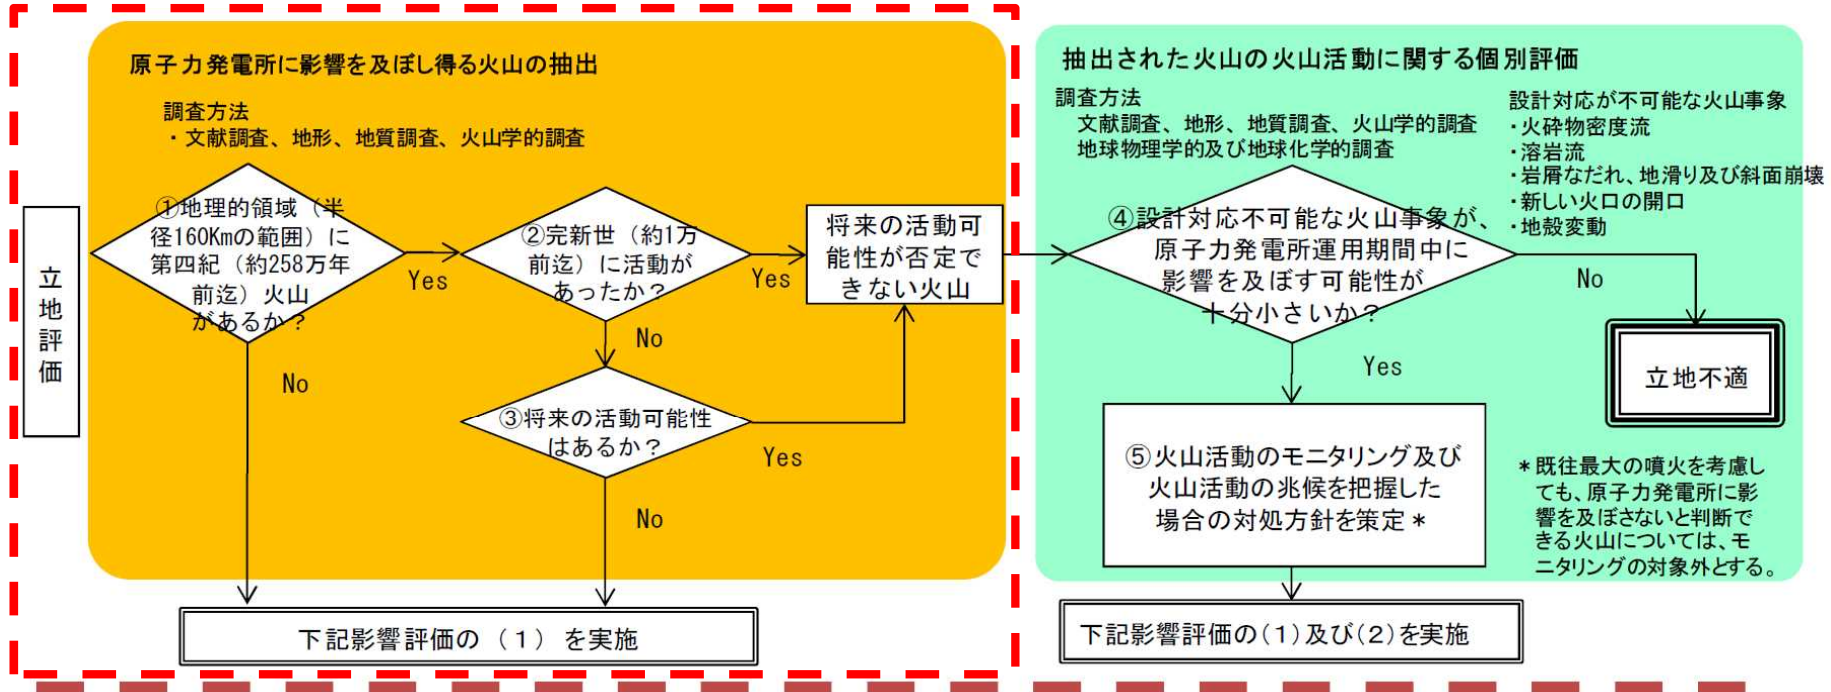 立地評価
原子力発電所に影響を及ぼし得る火山の抽出
調査方法
・文献調査、地形、地質調査、火山学的調査
①地理的領域（半
径160Kmの範囲）に
第四紀（約258万年
前迄）火山
があるか？
Yes
No
②完新世（約1万
前迄）に活動が
あったか？
Yes
No
将来の活動可
能性が否定で
きない火山
③将来の活動可能性
はあるか？
Yes
No
下記影響評価の（１）を実施
抽出された火山の火山活動に関する個別評価
調査方法
文献調査、地形、地質調査、火山学的調査
地球物理学的及び地球化学的調査
設計対応が不可能な火山事象
・火砕物密度流
・溶岩流
・岩屑なだれ、地滑り及び斜面崩壊
・新しい火口の開口
・地殻変動
④設計対応不可能な火山事象が、
原子力発電所運用期間中に
影響を及ぼす可能性が
十分小さいか？
No
Yes
立地不適
⑤火山活動のモニタリング及び
火山活動の兆候を把握した
場合の対処方針を策定＊
＊既往最大の噴火を考慮し
ても、原子力発電所に影
響を及ぼさないと判断で
きる火山については、モ
ニタリングの対象外とする。
下記影響評価の(１)及び(２)を実施